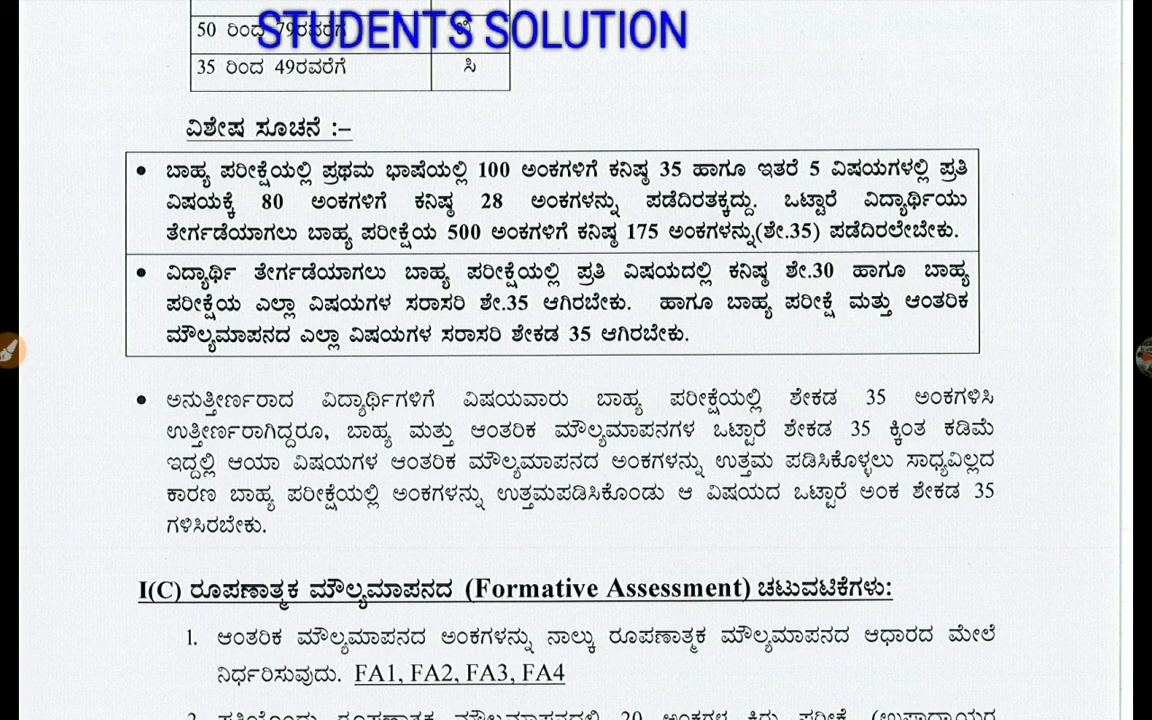 STUDENTS SOLUTION
50 ರಿಂದ 79ರವರೆಗೆ
35 ರಿಂದ 49ರವರೆಗೆ ಸಿ
ವಿಶೇಷ ಸೂಚನೆ :–
• ಬಾಹ್ಯ ಪರೀಕ್ಷೆಯಲ್ಲಿ ಪ್ರಥಮ ಭಾಷೆಯಲ್ಲಿ 100 ಅಂಕಗಳಿಗೆ ಕನಿಷ್ಠ 35 ಹಾಗೂ ಇತರೆ 5 ವಿಷಯಗಳಲ್ಲಿ ಪ್ರತಿ
ವಿಷಯಕ್ಕೆ 80 ಅಂಕಗಳಿಗೆ ಕನಿಷ್ಠ 28 ಅಂಕಗಳನ್ನು ಪಡೆದಿರತಕ್ಕದ್ದು. ಒಟ್ಟಾರೆ ವಿದ್ಯಾರ್ಥಿಯು
ತೇರ್ಗಡೆಯಾಗಲು ಬಾಹ್ಯ ಪರೀಕ್ಷೆಯ 500 ಅಂಕಗಳಿಗೆ ಕನಿಷ್ಠ 175 ಅಂಕಗಳನ್ನು(ಶೇ.35) ಪಡೆದಿರಲೇಬೇಕು.
• ವಿದ್ಯಾರ್ಥಿ ತೇರ್ಗಡೆಯಾಗಲು ಬಾಹ್ಯ ಪರೀಕ್ಷೆಯಲ್ಲಿ ಪ್ರತಿ ವಿಷಯದಲ್ಲಿ ಕನಿಷ್ಠ ಶೇ.30 ಹಾಗೂ ಬಾಹ್ಯ
ಪರೀಕ್ಷೆಯ ಎಲ್ಲಾ ವಿಷಯಗಳ ಸರಾಸರಿ ಶೇ.35 ಆಗಿರಬೇಕು. ಹಾಗೂ ಬಾಹ್ಯ ಪರೀಕ್ಷೆ ಮತ್ತು ಆಂತರಿಕ
ಮೌಲ್ಯಮಾಪನದ ಎಲ್ಲಾ ವಿಷಯಗಳ ಸರಾಸರಿ ಶೇಕಡ 35 ಆಗಿರಬೇಕು.
• ಅನುತ್ತೀರ್ಣರಾದ ವಿದ್ಯಾರ್ಥಿಗಳಿಗೆ ವಿಷಯವಾರು ಬಾಹ್ಯ ಪರೀಕ್ಷೆಯಲ್ಲಿ ಶೇಕಡ 35 ಅಂಕಗಳಿಸಿ
ಉತ್ತೀರ್ಣರಾಗಿದ್ದರೂ, ಬಾಹ್ಯ ಮತ್ತು ಆಂತರಿಕ ಮೌಲ್ಯಮಾಪನಗಳ ಒಟ್ಟಾರೆ ಶೇಕಡ 35 ಕ್ಕಿಂತ ಕಡಿಮೆ
ಇದ್ದಲ್ಲಿ ಆಯಾ ವಿಷಯಗಳ ಆಂತರಿಕ ಮೌಲ್ಯಮಾಪನದ ಅಂಕಗಳನ್ನು ಉತ್ತಮ ಪಡಿಸಿಕೊಳ್ಳಲು ಸಾಧ್ಯವಿಲ್ಲದ
ಕಾರಣ ಬಾಹ್ಯ ಪರೀಕ್ಷೆಯಲ್ಲಿ ಅಂಕಗಳನ್ನು ಉತ್ತಮಪಡಿಸಿಕೊಂಡು ಆ ವಿಷಯದ ಒಟ್ಟಾರೆ ಅಂಕ ಶೇಕಡ 35
ಗಳಿಸಿರಬೇಕು.
I(C) ರೂಪಣಾತ್ಮಕ ಮೌಲ್ಯಮಾಪನದ (Formative Assessment) ಚಟುವಟಿಕೆಗಳು:
1. ಆಂತರಿಕ ಮೌಲ್ಯಮಾಪನದ ಅಂಕಗಳನ್ನು ನಾಲ್ಕು ರೂಪಣಾತ್ಮಕ ಮೌಲ್ಯಮಾಪನದ ಆಧಾರದ ಮೇಲೆ
ನಿರ್ಧರಿಸುವುದು. FA1, FA2, FA3, FA4